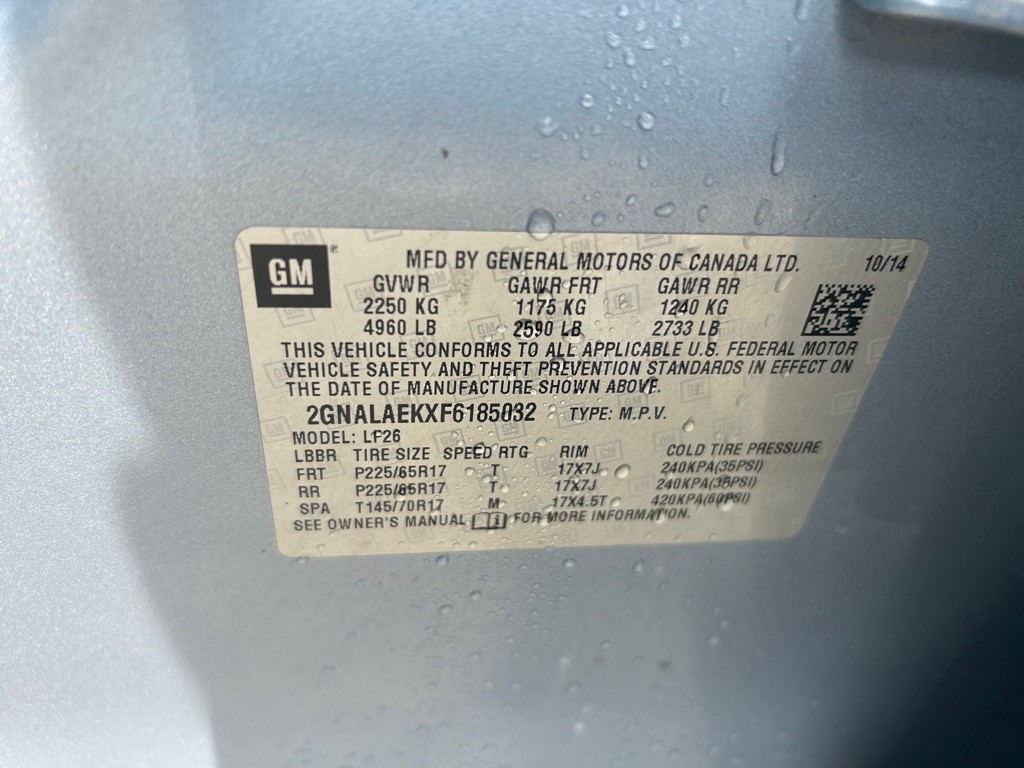 GM
MFD BY GENERAL MOTORS OF CANADA LTD. 10/14
GVWR GAWR FRT GAWR RR
2250 KG 1175 KG 1240 KG
4960 LB 2590 LB 2733 LB
THIS VEHICLE CONFORMS TO ALL APPLICABLE U.S. FEDERAL MOTOR
VEHICLE SAFETY AND THEFT PREVENTION STANDARDS IN EFFECT ON
THE DATE OF MANUFACTURE SHOWN ABOVE.
2GNALAEKXF6185032 TYPE: M.P.V.
MODEL: LF26
LBBR TIRE SIZE SPEED RTG RIM COLD TIRE PRESSURE
FRT P225/65R17 T 17X7J 240KPA(35PSI)
RR P225/65R17 T 17X7J 240KPA(35PSI)
SPA T145/70R17 M 17X4.5T 420KPA(60PSI)
SEE OWNER'S MANUAL FOR MORE INFORMATION.